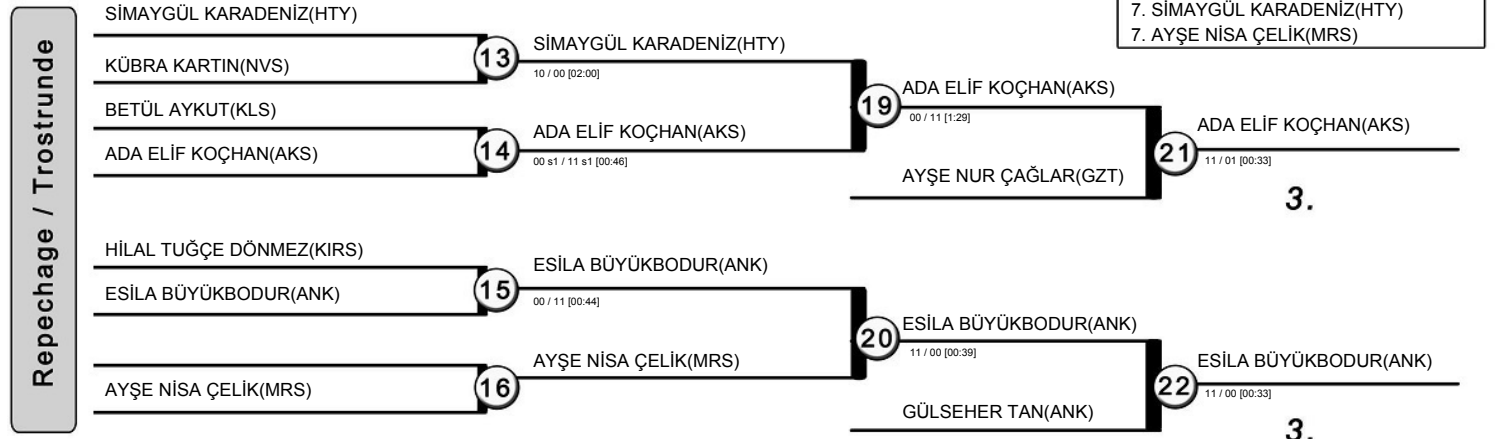 7. SİMAYGÜL KARADENİZ(HTY)
7. AYŞE NİSA ÇELİK(MRS)
Repechage / Trostrunde
SİMAYGÜL KARADENİZ(HTY)
KÜBRA KARTIN(NVS)
13
SİMAYGÜL KARADENİZ(HTY)
10 / 00 [02:00]
BETÜL AYKUT(KLS)
ADA ELİF KOÇHAN(AKS)
14
ADA ELİF KOÇHAN(AKS)
00 s1 / 11 s1 [00:46]
19
ADA ELİF KOÇHAN(AKS)
00 / 11 [1:29]
AYŞE NUR ÇAĞLAR(GZT)
21
ADA ELİF KOÇHAN(AKS)
11 / 01 [00:33]
3.
HİLAL TUĞÇE DÖNMEZ(KIRS)
ESİLA BÜYÜKBODUR(ANK)
15
ESİLA BÜYÜKBODUR(ANK)
00 / 11 [00:44]
AYŞE NİSA ÇELİK(MRS)
16
AYŞE NİSA ÇELİK(MRS)
20
ESİLA BÜYÜKBODUR(ANK)
11 / 00 [00:39]
GÜLSEHER TAN(ANK)
22
ESİLA BÜYÜKBODUR(ANK)
11 / 00 [00:33]
3.